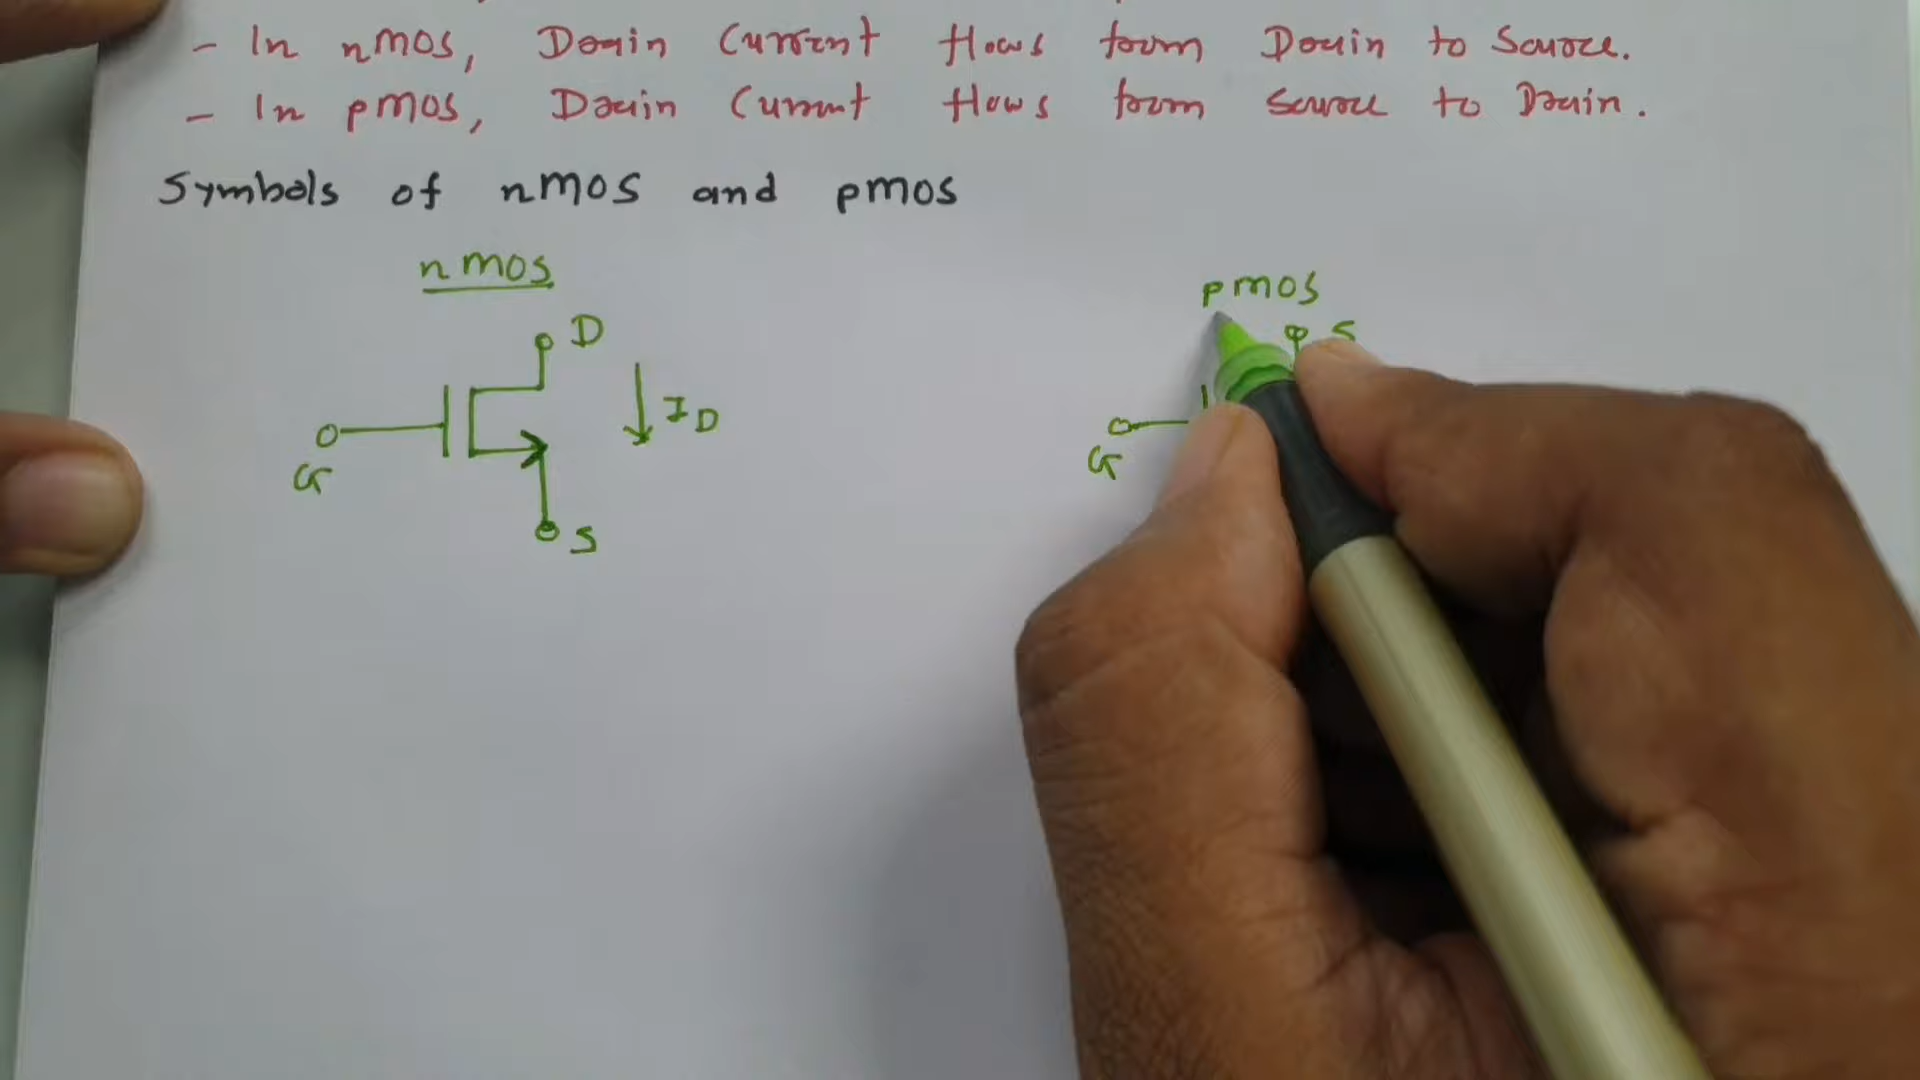 - In nMOS, Drain Current flows from Drain to Source.
- In pMOS, Drain Current flows from Source to Drain.
Symbols of nMOS and pMOS
nMOS
D
ID
G
S
pMOS
S
G